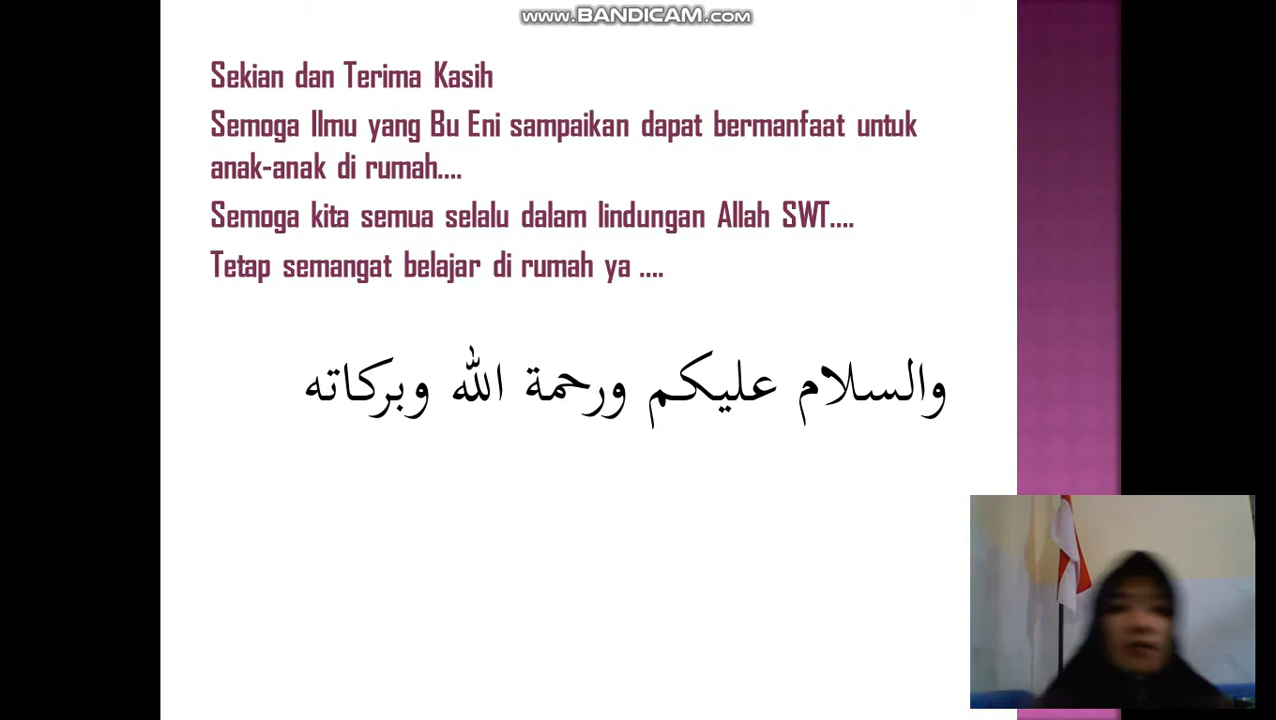 www.BANDICAM.com
Sekian dan Terima Kasih
Semoga Ilmu yang Bu Eni sampaikan dapat bermanfaat untuk
anak-anak di rumah....
Semoga kita semua selalu dalam lindungan Allah SWT....
Tetap semangat belajar di rumah ya ....
والسلام عليكم ورحمة الله وبركاته